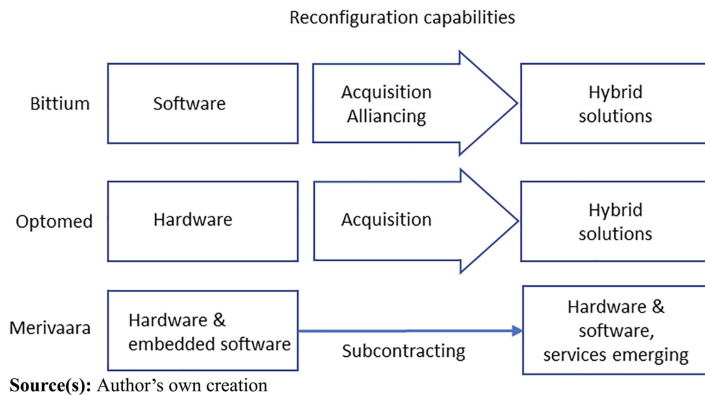 Reconfiguration capabilities
Bittium
Software
Acquisition
Alliancing
Hybrid
solutions
Optomed
Hardware
Acquisition
Hybrid
solutions
Merivaara
Hardware &
embedded software
Subcontracting
Hardware &
software,
services emerging
Source(s): Author's own creation